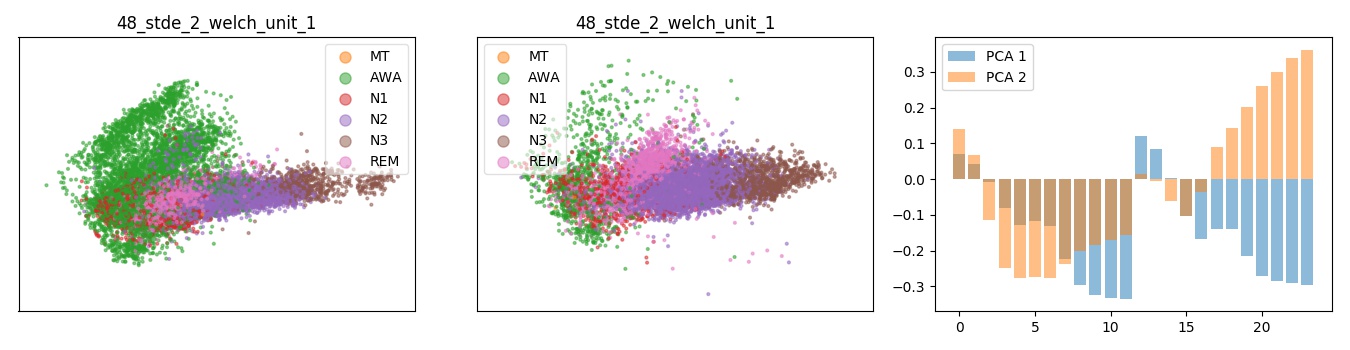 48_stde_2_welch_unit_1
MT
AWA
N1
N2
N3
REM
48_stde_2_welch_unit_1
MT
AWA
N1
N2
N3
REM
PCA 1
PCA 2
0.3
0.2
0.1
0.0
−0.1
−0.2
−0.3
0 5 10 15 20